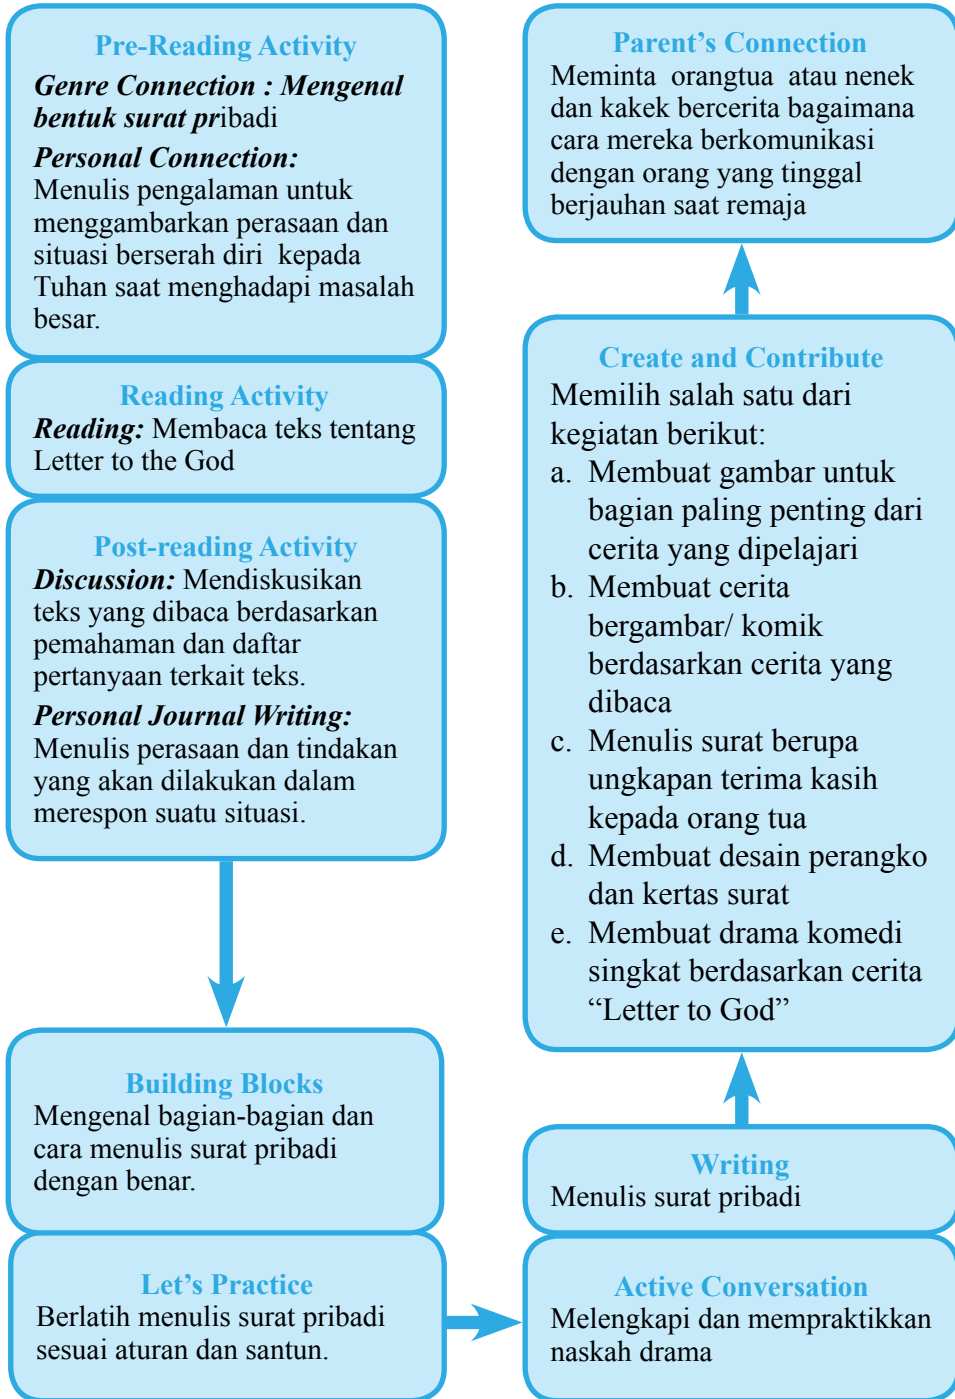 Pre-Reading Activity
Genre Connection : Mengenal
bentuk surat pribadi
Personal Connection:
Menulis pengalaman untuk
menggambarkan perasaan dan
situasi berserah diri kepada
Tuhan saat menghadapi masalah
besar.
Reading Activity
Reading: Membaca teks tentang
Letter to the God
Post-reading Activity
Discussion: Mendiskusikan
teks yang dibaca berdasarkan
pemahaman dan daftar
pertanyaan terkait teks.
Personal Journal Writing:
Menulis perasaan dan tindakan
yang akan dilakukan dalam
merespon suatu situasi.
Building Blocks
Mengenal bagian-bagian dan
cara menulis surat pribadi
dengan benar.
Let's Practice
Berlatih menulis surat pribadi
sesuai aturan dan santun.
Active Conversation
Melengkapi dan mempraktikkan
naskah drama
Writing
Menulis surat pribadi
Create and Contribute
Memilih salah satu dari
kegiatan berikut:
a. Membuat gambar untuk
bagian paling penting dari
cerita yang dipelajari
b. Membuat cerita
bergambar/ komik
berdasarkan cerita yang
dibaca
c. Menulis surat berupa
ungkapan terima kasih
kepada orang tua
d. Membuat desain perangko
dan kertas surat
e. Membuat drama komedi
singkat berdasarkan cerita
“Letter to God”
Parent’s Connection
Meminta orangtua atau nenek
dan kakek bercerita bagaimana
cara mereka berkomunikasi
dengan orang yang tinggal
berjauhan saat remaja